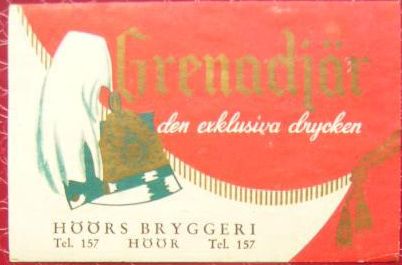 Grenadjär
den exklusiva drycken
HÖÖRS BRYGGERI
Tel. 157 HÖÖR Tel. 157